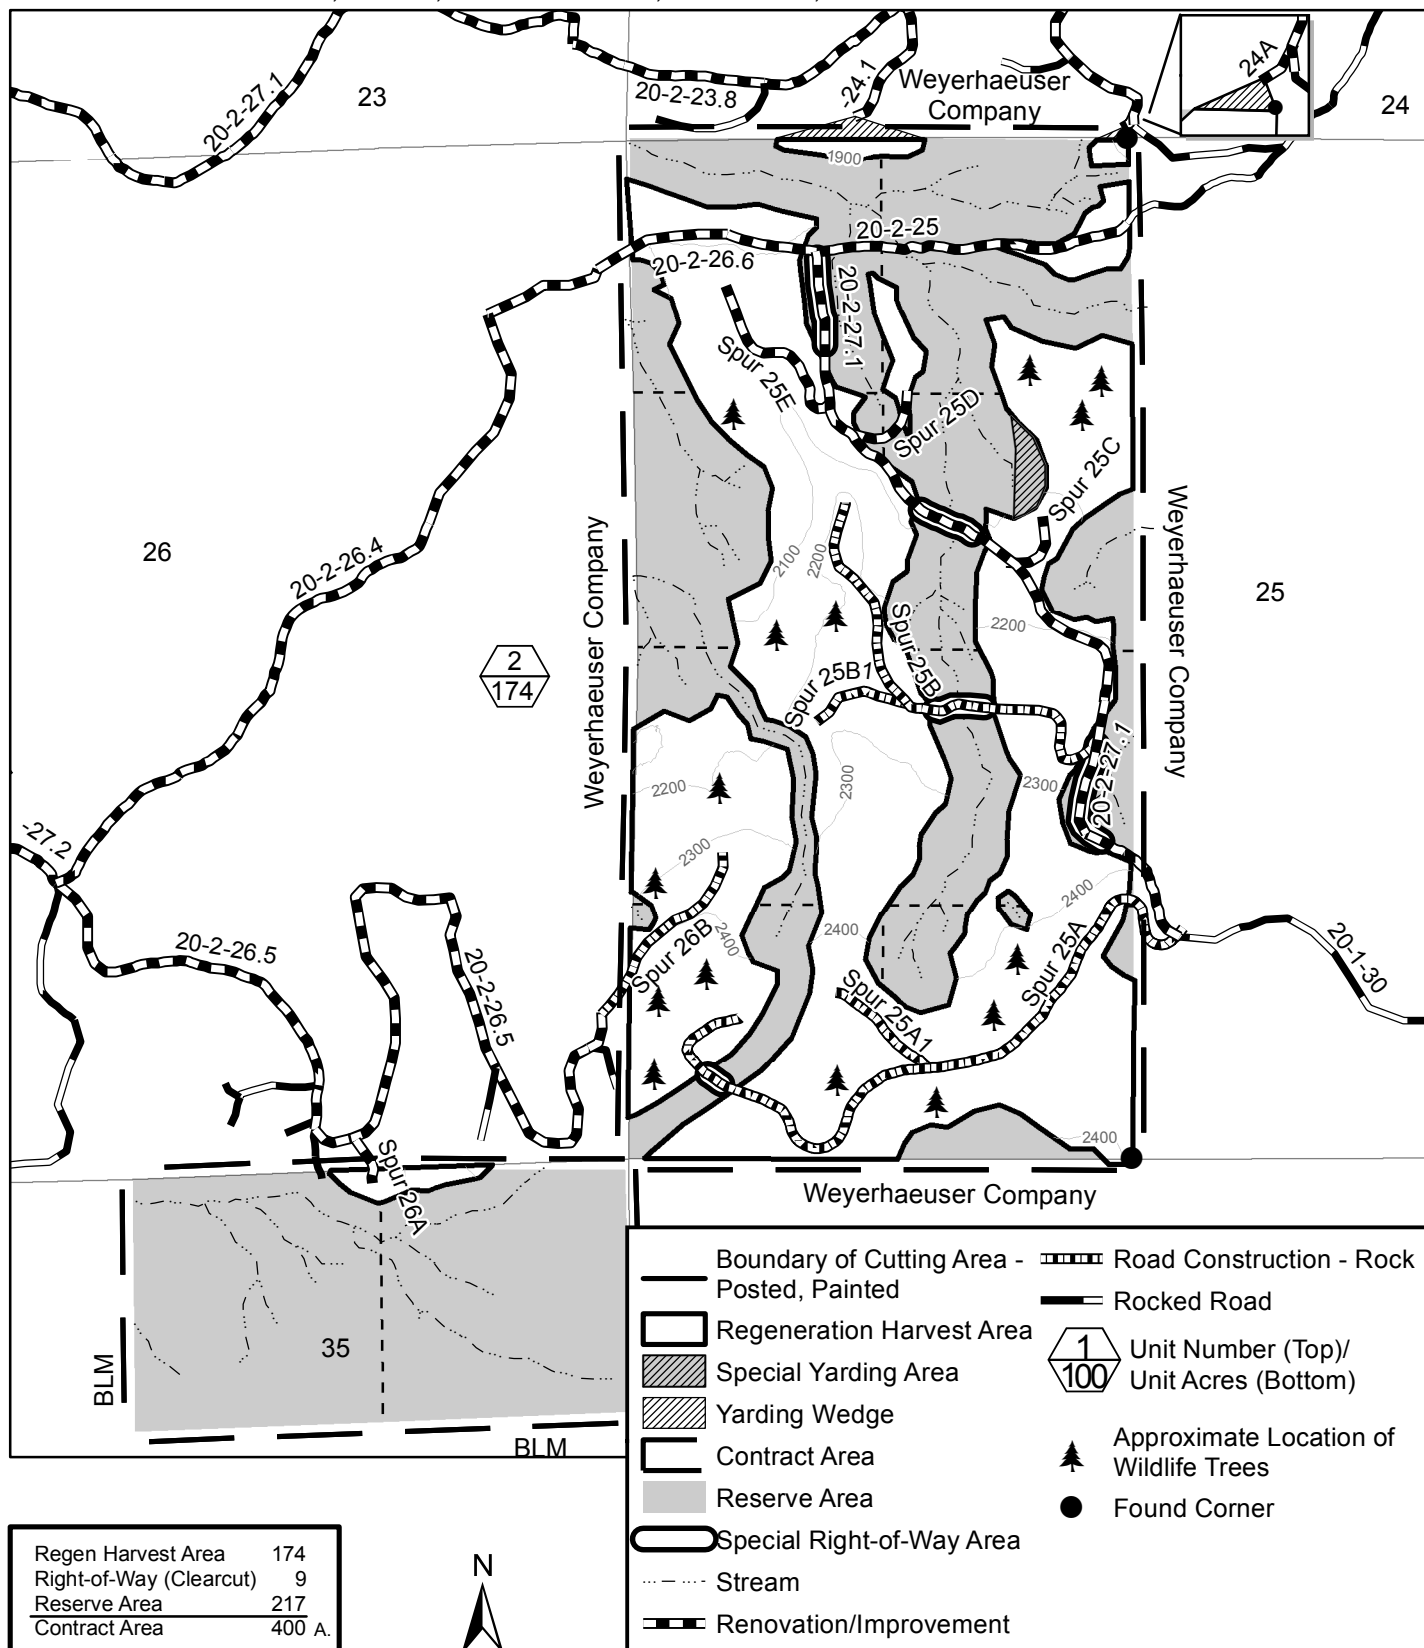 20-2-27.1
23
20-2-23.8
-24.1
Weyerhaeuser
Company
24A
24
1900
20-2-25
20-2-26.6
20-2-27.1
Spur 25E
Spur 25D
Spur 25C
26
20-2-26.4
2100
2200
Weyerhaeuser Company
Weyerhaeuser Company
25
2
174
Spur 25B
2200
Spur 25B1
2200
2300
2300
20-2-27.1
-27.2
2300
2400
20-2-26.5
20-2-26.5
Spur 26B
2400
2400
Spur 25A
20-1-30
Spur 25A1
2400
Spur 26A
Weyerhaeuser Company
35
BLM
BLM
Boundary of Cutting Area -
Posted, Painted
Regeneration Harvest Area
Special Yarding Area
Yarding Wedge
Contract Area
Reserve Area
Special Right-of-Way Area
Stream
Renovation/Improvement
Road Construction - Rock
Rocked Road
1
100
Unit Number (Top)/
Unit Acres (Bottom)
Approximate Location of
Wildlife Trees
Found Corner
Regen Harvest Area 174
Right-of-Way (Clearcut) 9
Reserve Area 217
Contract Area 400 A.
N